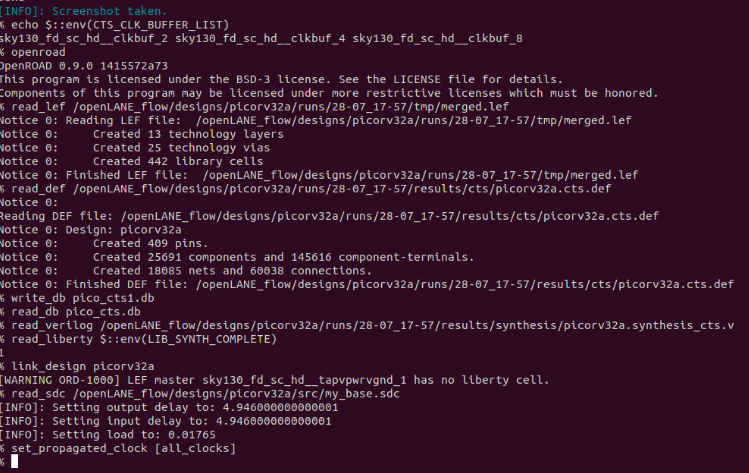 [INFO]: Screenshot taken.
% echo $::env(CTS_CLK_BUFFER_LIST)
sky130_fd_sc_hd__clkbuf_2 sky130_fd_sc_hd__clkbuf_4 sky130_fd_sc_hd__clkbuf_8
% openroad
OpenROAD 0.9.0 1415572a73
This program is licensed under the BSD-3 license. See the LICENSE file for details.
Components of this program may be licensed under more restrictive licenses which must be honored.
% read_lef /openLANE_flow/designs/picorv32a/runs/28-07_17-57/tmp/merged.lef
Notice 0: Reading LEF file:  /openLANE_flow/designs/picorv32a/runs/28-07_17-57/tmp/merged.lef
Notice 0:     Created 13 technology layers
Notice 0:     Created 25 technology vias
Notice 0:     Created 442 library cells
Notice 0: Finished LEF file:  /openLANE_flow/designs/picorv32a/runs/28-07_17-57/tmp/merged.lef
% read_def /openLANE_flow/designs/picorv32a/runs/28-07_17-57/results/cts/picorv32a.cts.def
Notice 0:
Reading DEF file: /openLANE_flow/designs/picorv32a/runs/28-07_17-57/results/cts/picorv32a.cts.def
Notice 0: Design: picorv32a
Notice 0:     Created 409 pins.
Notice 0:     Created 25691 components and 145616 component-terminals.
Notice 0:     Created 18085 nets and 60038 connections.
Notice 0: Finished DEF file: /openLANE_flow/designs/picorv32a/runs/28-07_17-57/results/cts/picorv32a.cts.def
% write_db pico_cts1.db
% read_db pico_cts.db
% read_verilog /openLANE_flow/designs/picorv32a/runs/28-07_17-57/results/synthesis/picorv32a.synthesis_cts.v
% read_liberty $::env(LIB_SYNTH_COMPLETE)
1
% link_design picorv32a
[WARNING ORD-1000] LEF master sky130_fd_sc_hd__tapvpwrvgnd_1 has no liberty cell.
% read_sdc /openLANE_flow/designs/picorv32a/src/my_base.sdc
[INFO]: Setting output delay to: 4.946000000000001
[INFO]: Setting input delay to: 4.946000000000001
[INFO]: Setting load to: 0.01765
% set_propagated_clock [all_clocks]
%